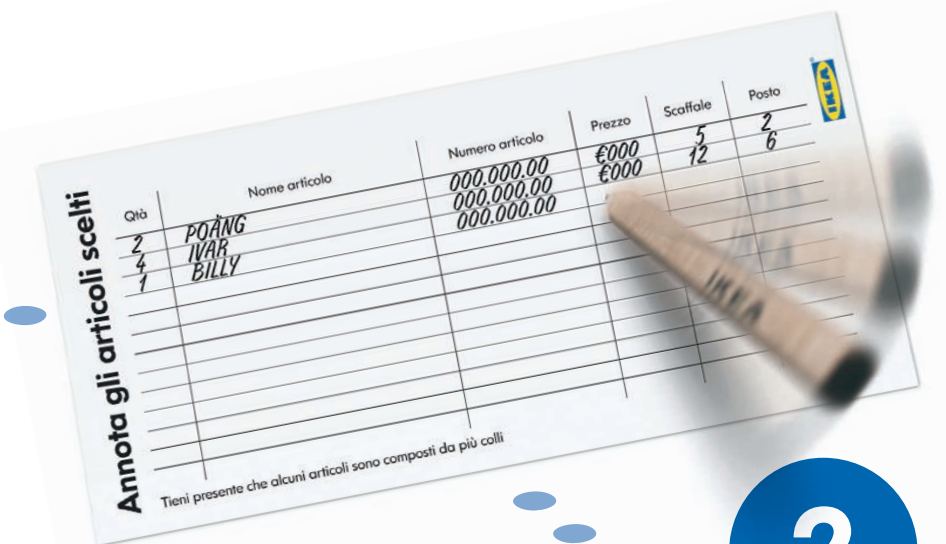 Annota gli articoli scelti
Qtà Nome articolo Numero articolo Prezzo Scaffale Posto
2 POÄNG 000.000.00 €000 5 2
4 IVAR 000.000.00 €000 12 6
1 BILLY 000.000.00
Tieni presente che alcuni articoli sono composti da più colli
IKEA
IKEA
2